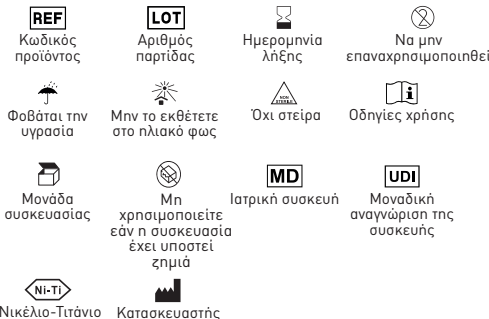 REF LOT
Κωδικός Αριθμός Ημερομηνία Να μην
προϊόντος παρτίδας λήξης επαναχρησιμοποιηθεί
NON
STERILE
Φοβάται την Μην το εκθέτετε Όχι στείρα Οδηγίες χρήσης
υγρασία στο ηλιακό φως
MD UDI
Μονάδα Μη Ιατρική συσκευή Μοναδική
συσκευασίας χρησιμοποιείτε αναγνώριση της
εάν η συσκευασία συσκευής
έχει υποστεί
ζημιά
Ni-Ti
Νικέλιο-Τιτάνιο Κατασκευαστής